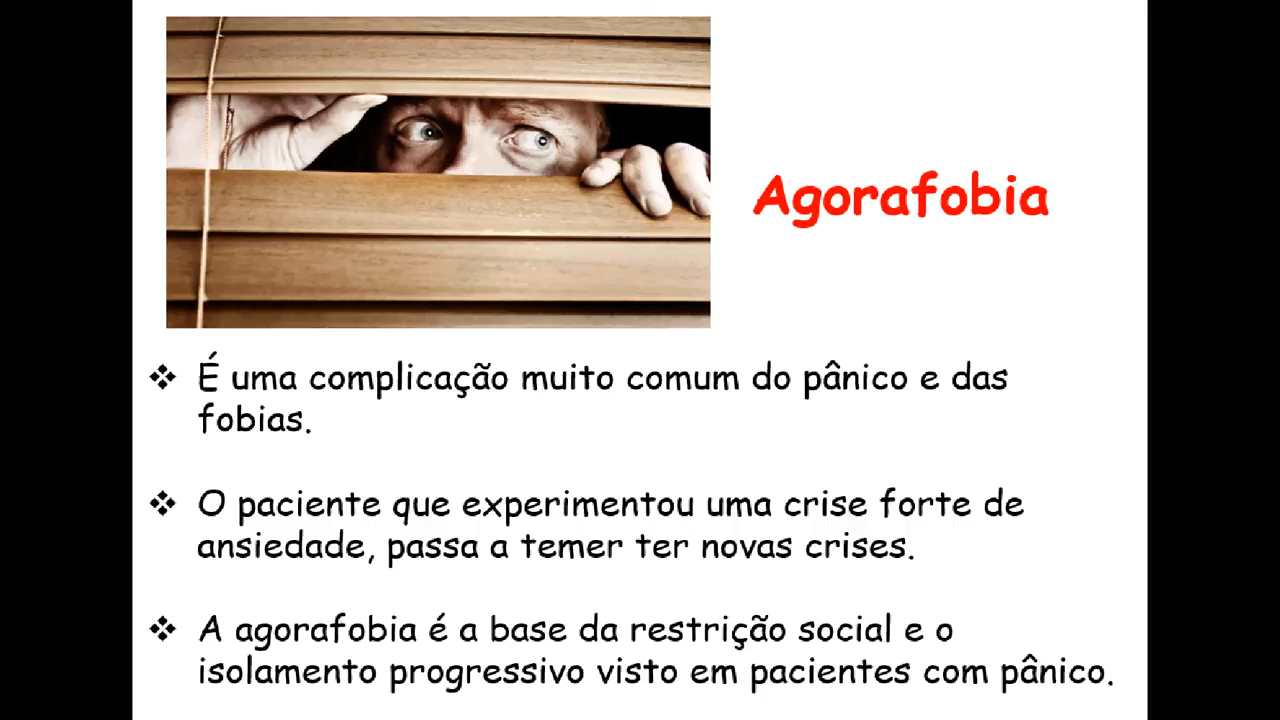 Agorafobia
❖ É uma complicação muito comum do pânico e das
fobias.
❖ O paciente que experimentou uma crise forte de
ansiedade, passa a temer ter novas crises.
❖ A agorafobia é a base da restrição social e o
isolamento progressivo visto em pacientes com pânico.